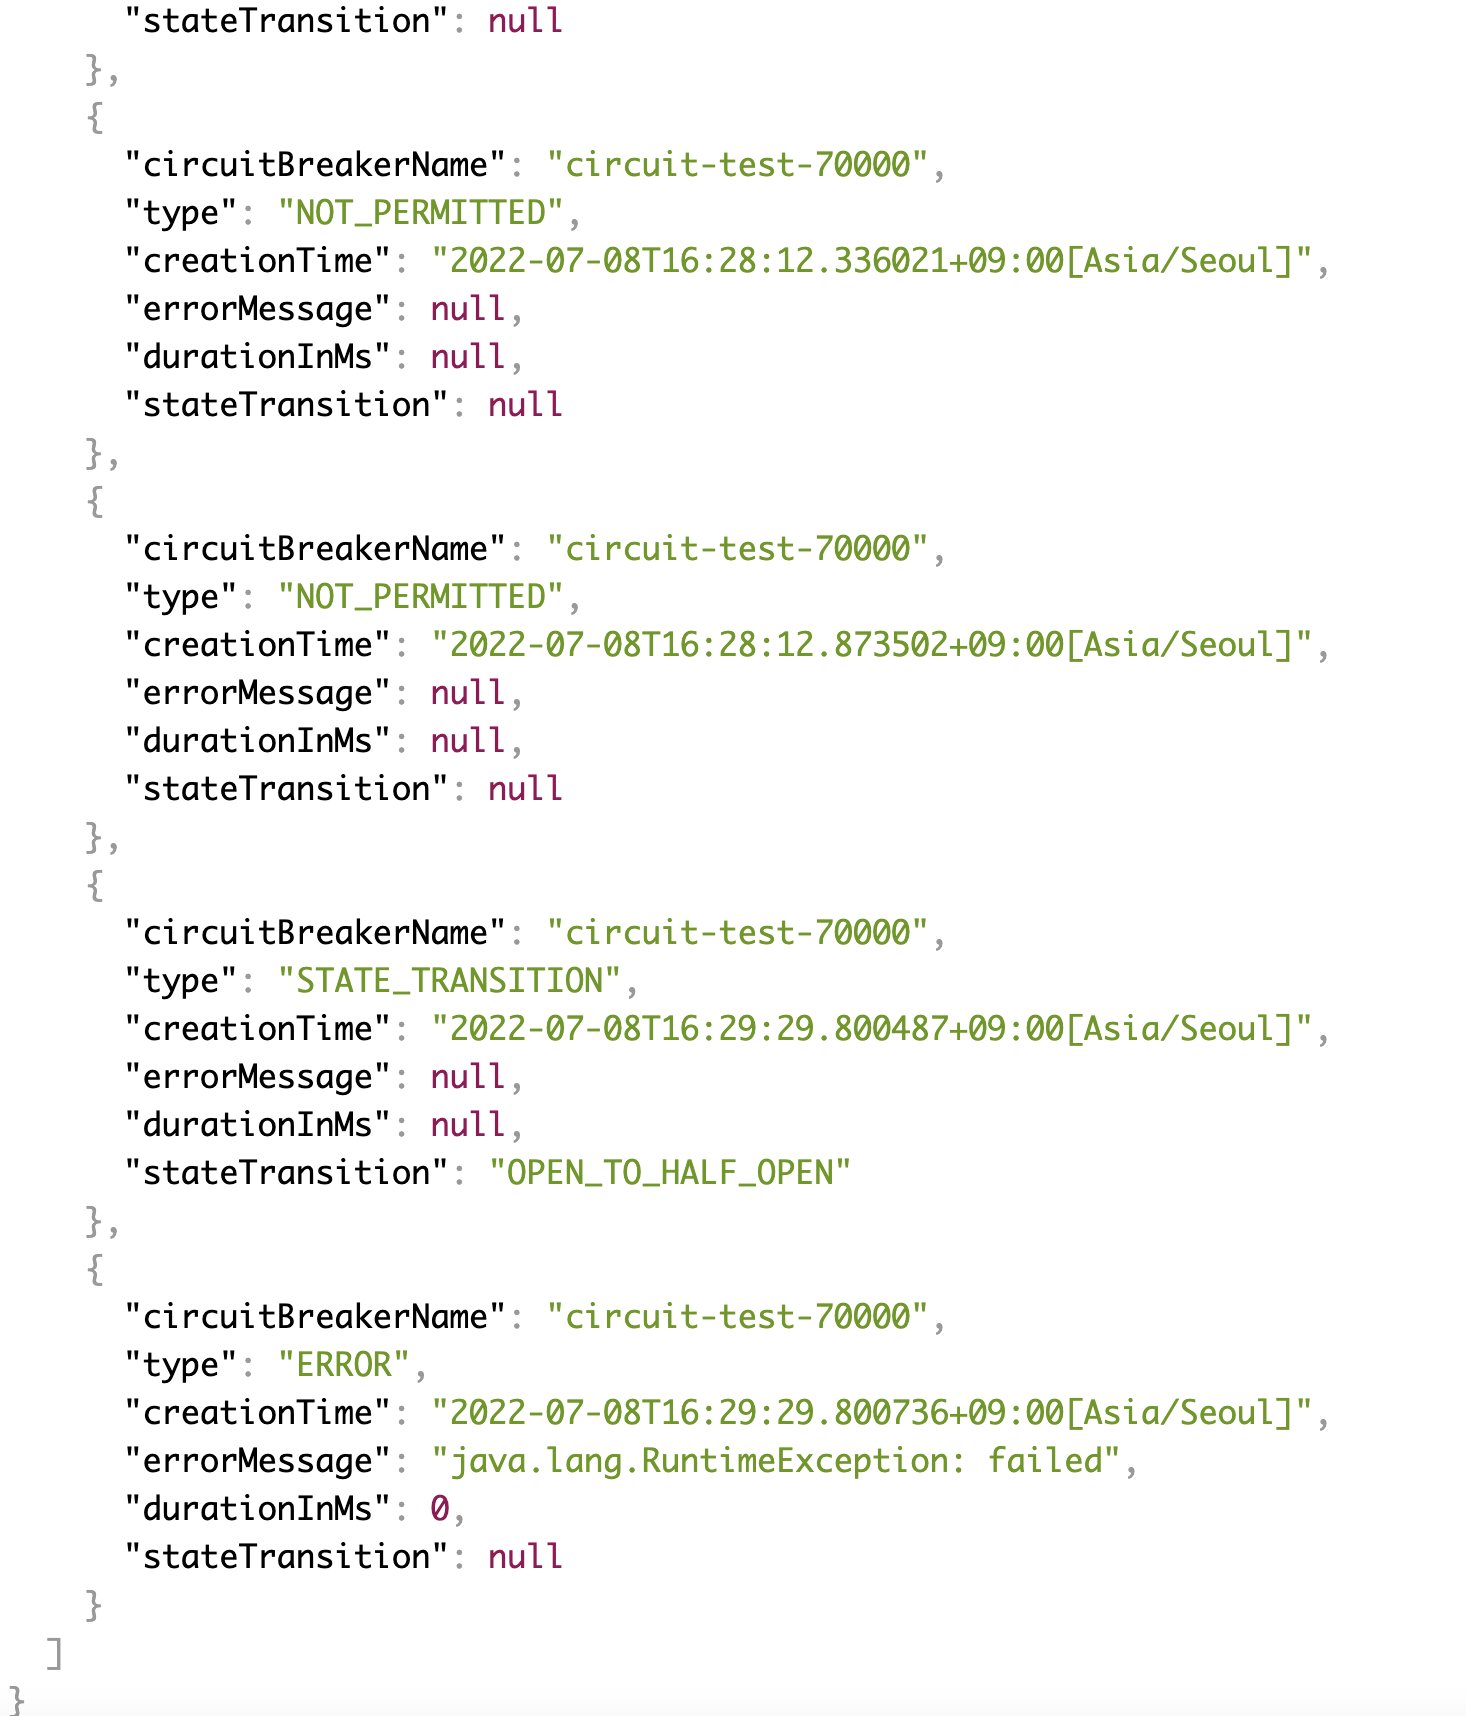 "stateTransition": null
},
{
"circuitBreakerName": "circuit-test-70000",
"type": "NOT_PERMITTED",
"creationTime": "2022-07-08T16:28:12.336021+09:00[Asia/Seoul]",
"errorMessage": null,
"durationInMs": null,
"stateTransition": null
},
{
"circuitBreakerName": "circuit-test-70000",
"type": "NOT_PERMITTED",
"creationTime": "2022-07-08T16:28:12.873502+09:00[Asia/Seoul]",
"errorMessage": null,
"durationInMs": null,
"stateTransition": null
},
{
"circuitBreakerName": "circuit-test-70000",
"type": "STATE_TRANSITION",
"creationTime": "2022-07-08T16:29:29.800487+09:00[Asia/Seoul]",
"errorMessage": null,
"durationInMs": null,
"stateTransition": "OPEN_TO_HALF_OPEN"
},
{
"circuitBreakerName": "circuit-test-70000",
"type": "ERROR",
"creationTime": "2022-07-08T16:29:29.800736+09:00[Asia/Seoul]",
"errorMessage": "java.lang.RuntimeException: failed",
"durationInMs": 0,
"stateTransition": null
}
]
}